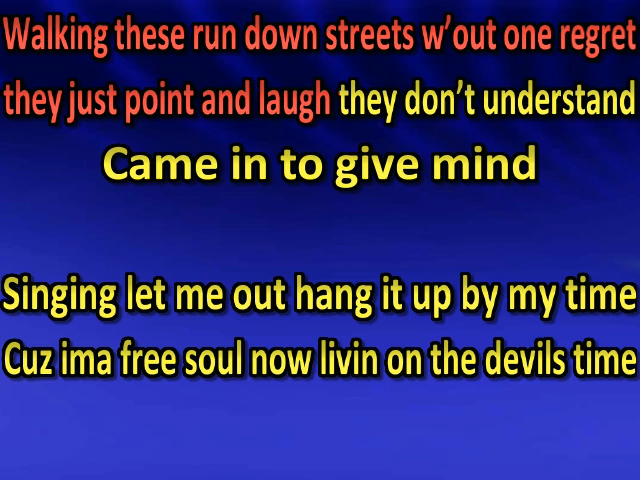 Walking these run down streets w’out one regret
they just point and laugh they don’t understand
Came in to give mind
Singing let me out hang it up by my time
Cuz ima free soul now livin on the devils time